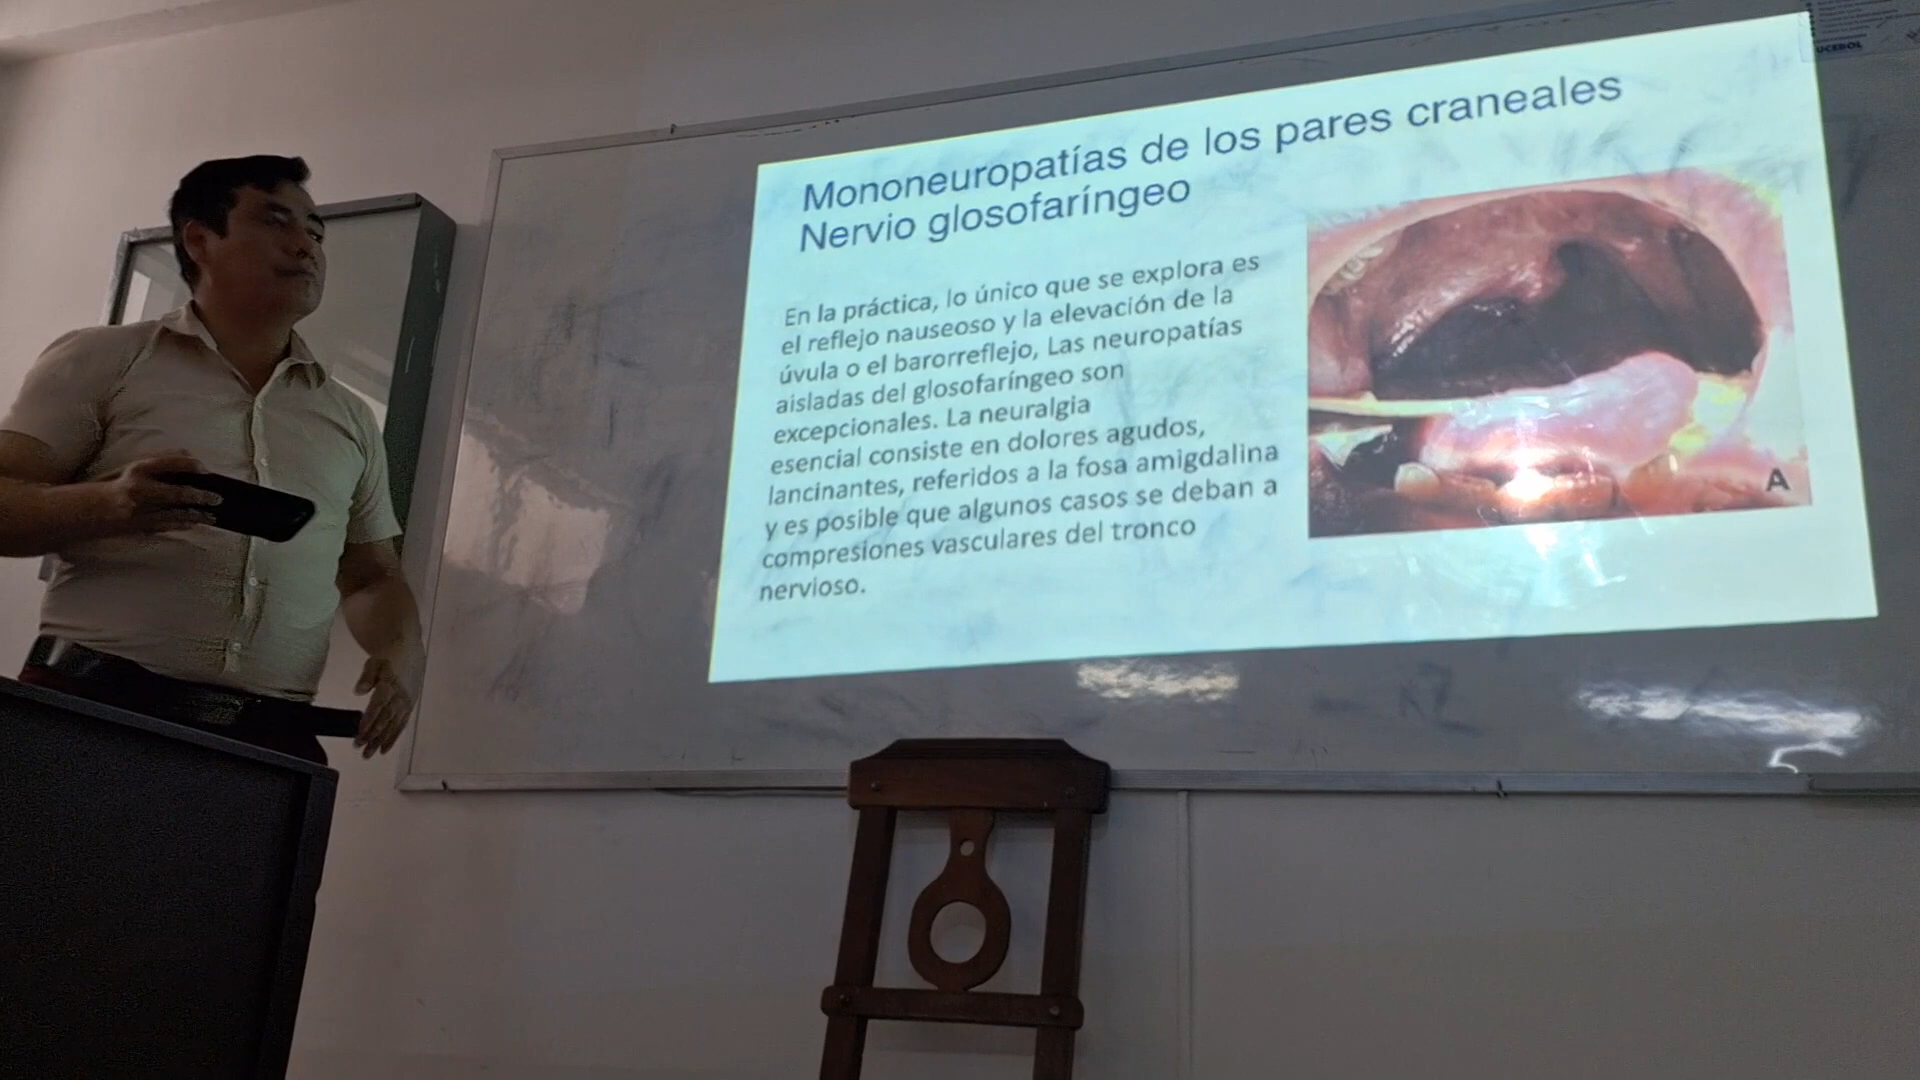 Mononeuropatías de los pares craneales
Nervio glosofaríngeo
En la práctica, lo único que se explora es
el reflejo nauseoso y la elevación de la
úvula o el barorreflejo, Las neuropatías
aisladas del glosofaríngeo son
excepcionales. La neuralgia
esencial consiste en dolores agudos,
lancinantes, referidos a la fosa amigdalina
y es posible que algunos casos se deban a
compresiones vasculares del tronco
nervioso.
A
UCEBOL